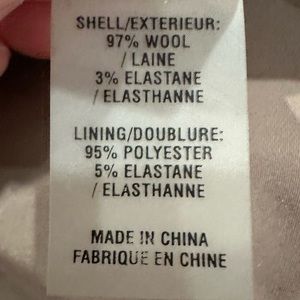 SHELL/EXTERIEUR:
97% WOOL
/ LAINE
3% ELASTANE
/ ELASTHANNE
LINING/DOUBLURE:
95% POLYESTER
5% ELASTANE
/ ELASTHANNE
MADE IN CHINA
FABRIQUE EN CHINE